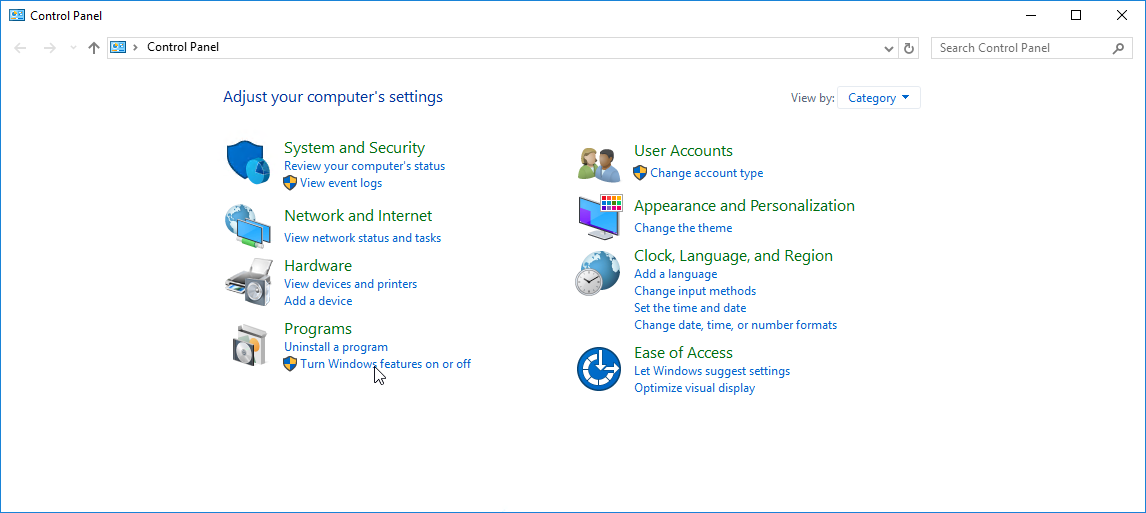 Control Panel
Control Panel
Search Control Panel
Adjust your computer's settings
View by: Category
System and Security
Review your computer's status
View event logs
Network and Internet
View network status and tasks
Hardware
View devices and printers
Add a device
Programs
Uninstall a program
Turn Windows features on or off
User Accounts
Change account type
Appearance and Personalization
Change the theme
Clock, Language, and Region
Add a language
Change input methods
Set the time and date
Change date, time, or number formats
Ease of Access
Let Windows suggest settings
Optimize visual display